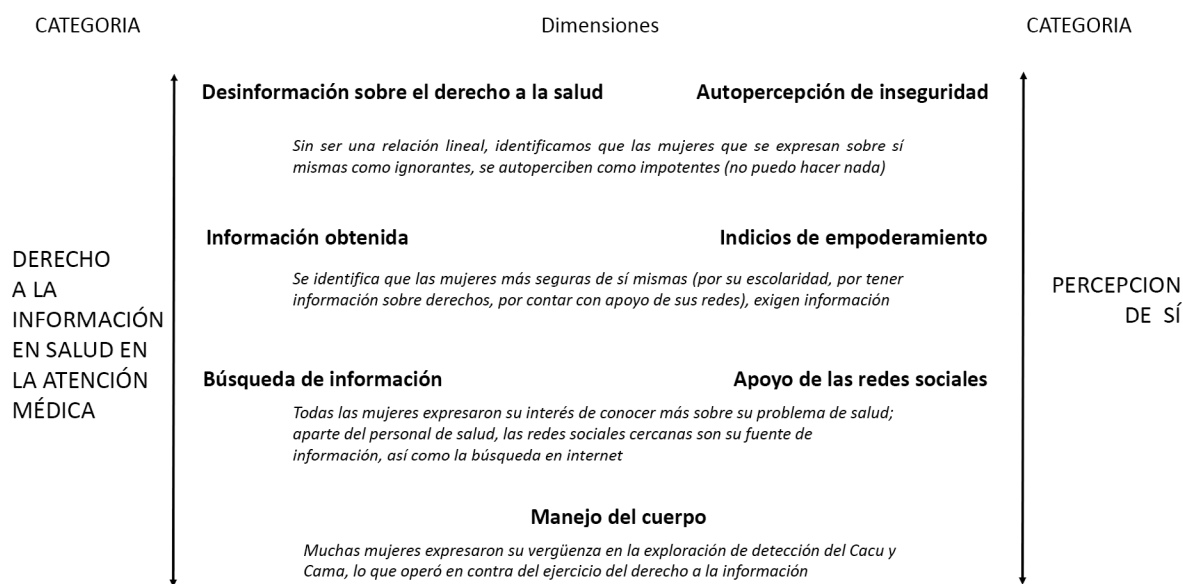 CATEGORIA Dimensiones CATEGORIA
Desinformación sobre el derecho a la salud Autopercepción de inseguridad
Sin ser una relación lineal, identificamos que las mujeres que se expresan sobre sí
mismas como ignorantes, se autoperciben como impotentes (no puedo hacer nada)
Información obtenida Indicios de empoderamiento
Se identifica que las mujeres más seguras de sí mismas (por su escolaridad, por tener
información sobre derechos, por contar con apoyo de sus redes), exigen información
DERECHO
A LA
INFORMACIÓN
EN SALUD EN
LA ATENCIÓN
MÉDICA
PERCEPCION
DE SÍ
Búsqueda de información Apoyo de las redes sociales
Todas las mujeres expresaron su interés de conocer más sobre su problema de salud;
aparte del personal de salud, las redes sociales cercanas son su fuente de
información, así como la búsqueda en internet
Manejo del cuerpo
Muchas mujeres expresaron su vergüenza en la exploración de detección del Cacu y
Cama, lo que operó en contra del ejercicio del derecho a la información